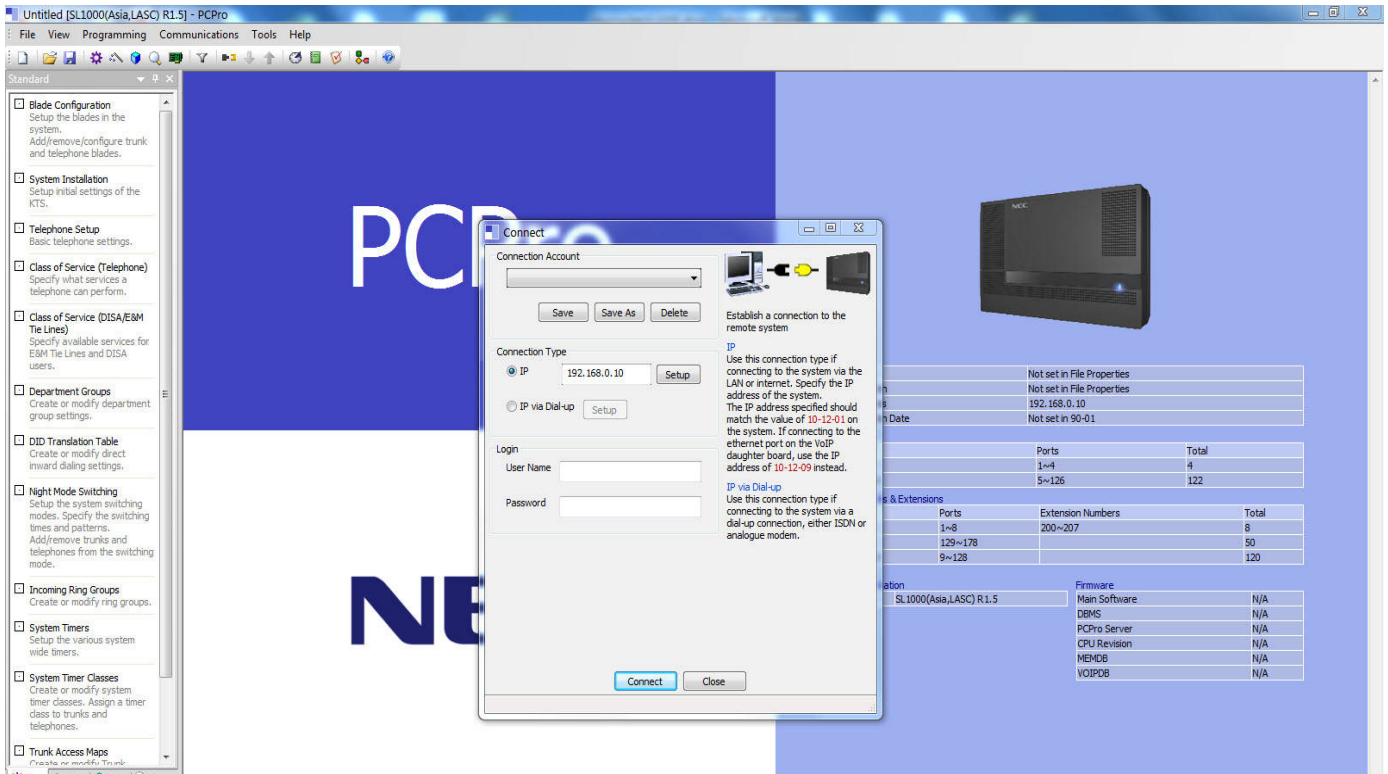 Untitled [SL1000(Asia,LASC) R1.5] - PCPro
File View Programming Communications Tools Help
Standard
Blade Configuration
Setup the blades in the
system.
Add/remove/configure trunk
and telephone blades.
System Installation
Setup initial settings of the
KTS.
Telephone Setup
Basic telephone settings.
Class of Service (Telephone)
Specify what services a
telephone can perform.
Class of Service (DISA/E&M
Tie Lines)
Specify available services for
E&M Tie Lines and DISA
users.
Department Groups
Create or modify department
group settings.
DID Translation Table
Create or modify direct
inward dialing settings.
Night Mode Switching
Setup the system switching
modes. Specify the switching
times and patterns.
Add/remove trunks and
telephones from the switching
mode.
Incoming Ring Groups
Create or modify ring groups.
System Timers
Setup the various system
wide timers.
System Timer Classes
Create or modify system
timer classes. Assign a timer
class to trunks and
telephones.
Trunk Access Maps
Create or modify Trunk
PCPro
NE
Connect
Connection Account
Save Save As Delete
Connection Type
IP 192.168.0.10 Setup
IP via Dial-up Setup
Login
User Name
Password
Establish a connection to the
remote system
IP
Use this connection type if
connecting to the system via the
LAN or internet. Specify the IP
address of the system.
The IP address specified should
match the value of 10-12-01 on
the system. If connecting to the
ethernet port on the VoIP
daughter board, use the IP
address of 10-12-09 instead.
IP via Dial-up
Use this connection type if
connecting to the system via a
dial-up connection, either ISDN or
analogue modem.
Connect Close
NEC
Not set in File Properties
Not set in File Properties
192.168.0.10
n Date Not set in 90-01
Ports Total
1~4 4
5~126 122
s & Extensions
Ports Extension Numbers Total
1~8 200~207 8
129~178 50
9~128 120
ation
SL1000(Asia,LASC) R1.5
Firmware
Main Software N/A
DBMS N/A
PCPro Server N/A
CPU Revision N/A
MEMDB N/A
VOIPDB N/A